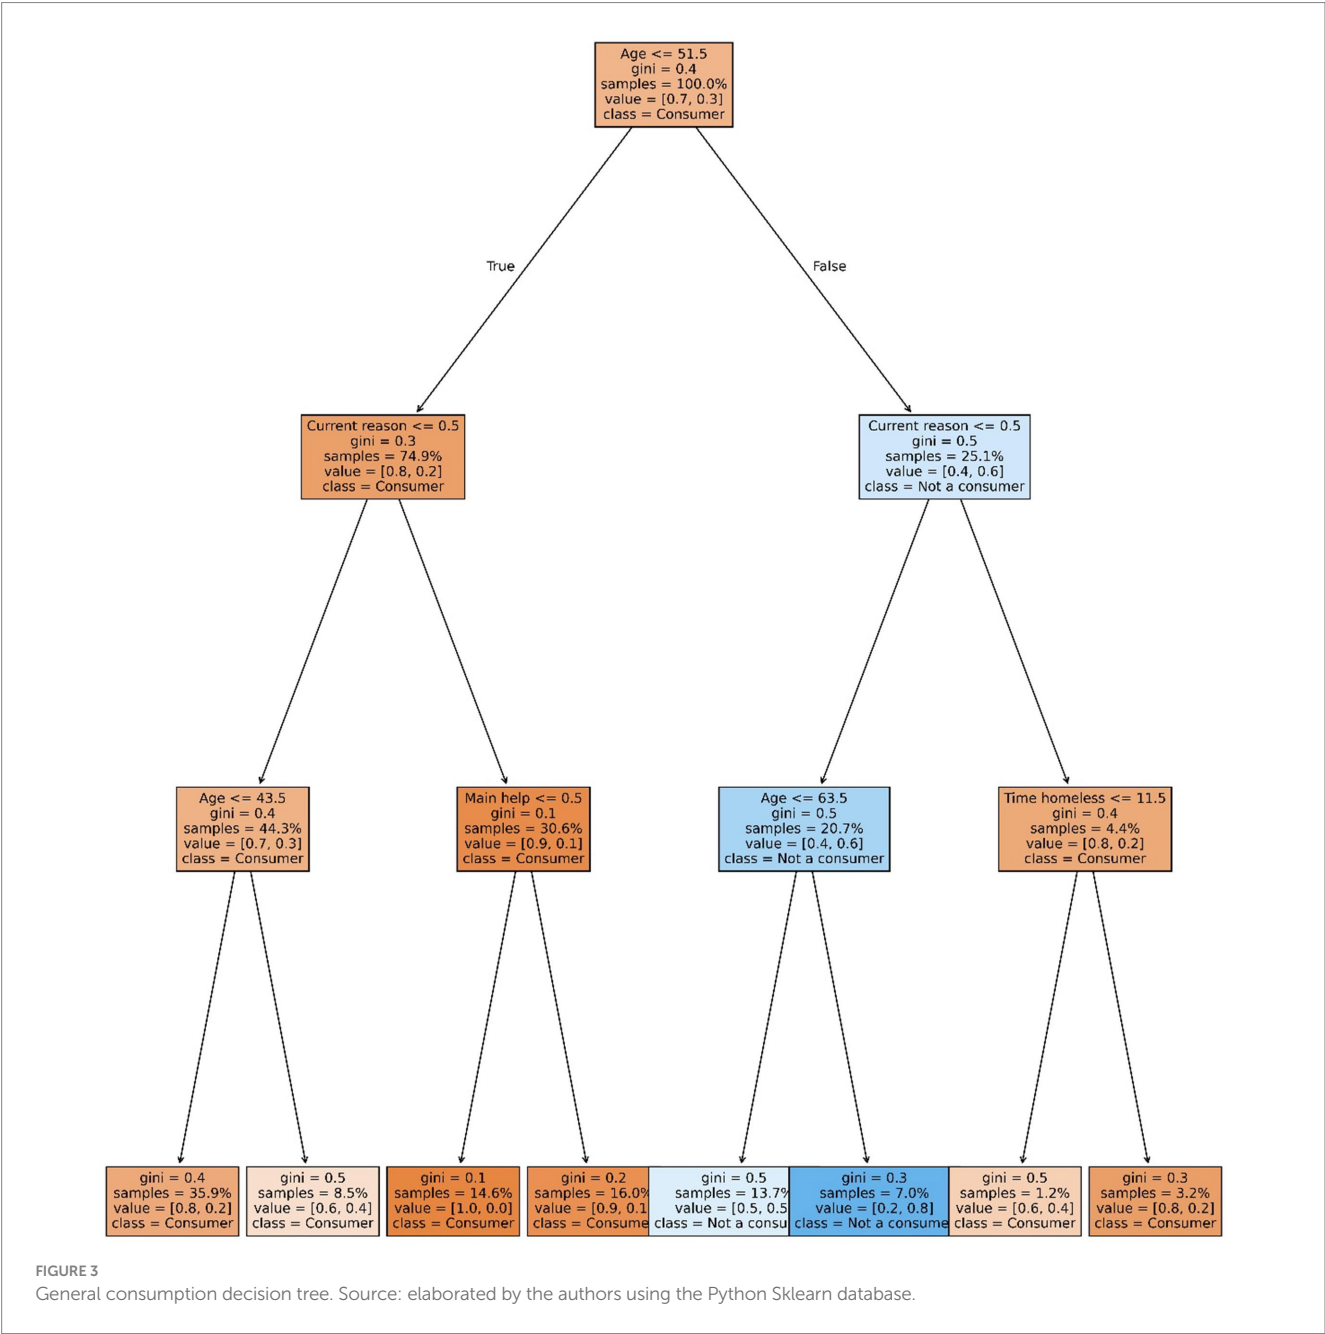 Age <= 51.5
gini = 0.4
samples = 100.0%
value = [0.7, 0.3]
class = Consumer
True
False
Current reason <= 0.5
gini = 0.3
samples = 74.9%
value = [0.8, 0.2]
class = Consumer
Current reason <= 0.5
gini = 0.5
samples = 25.1%
value = [0.4, 0.6]
class = Not a consumer
Age <= 43.5
gini = 0.4
samples = 44.3%
value = [0.7, 0.3]
class = Consumer
Main help <= 0.5
gini = 0.1
samples = 30.6%
value = [0.9, 0.1]
class = Consumer
Age <= 63.5
gini = 0.5
samples = 20.7%
value = [0.4, 0.6]
class = Not a consumer
Time homeless <= 11.5
gini = 0.4
samples = 4.4%
value = [0.8, 0.2]
class = Consumer
gini = 0.4
samples = 35.9%
value = [0.8, 0.2]
class = Consumer
gini = 0.5
samples = 8.5%
value = [0.6, 0.4]
class = Consumer
gini = 0.1
samples = 14.6%
value = [1.0, 0.0]
class = Consumer
gini = 0.2
samples = 16.0%
value = [0.9, 0.1
class = Consume
gini = 0.5
samples = 13.7%
value = [0.5, 0.5
class = Not a consu
gini = 0.3
samples = 7.0%
value = [0.2, 0.8]
class = Not a consume
gini = 0.5
samples = 1.2%
value = [0.6, 0.4]
class = Consumer
gini = 0.3
samples = 3.2%
value = [0.8, 0.2]
class = Consumer
FIGURE 3
General consumption decision tree. Source: elaborated by the authors using the Python Sklearn database.